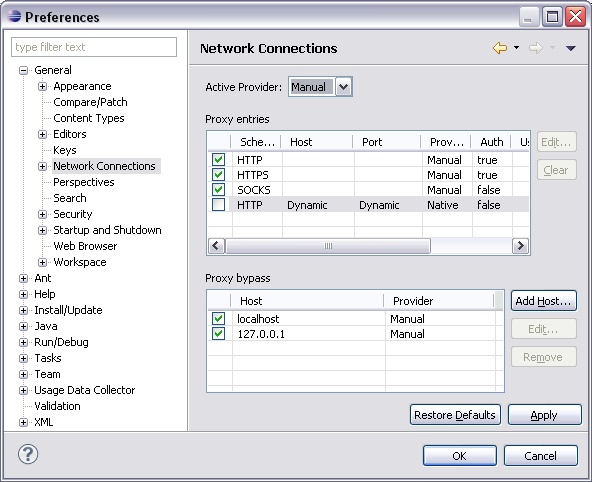 Preferences
type filter text
General
Appearance
Compare/Patch
Content Types
Editors
Keys
Network Connections
Perspectives
Search
Security
Startup and Shutdown
Web Browser
Workspace
Ant
Help
Install/Update
Java
Run/Debug
Tasks
Team
Usage Data Collector
Validation
XML
Network Connections
Active Provider: Manual
Proxy entries
Sche... Host Port Prov... Auth Us
HTTP Manual true
HTTPS Manual true
SOCKS Manual false
HTTP Dynamic Dynamic Native false
Edit...
Clear
Proxy bypass
Host Provider
localhost Manual
127.0.0.1 Manual
Add Host...
Edit...
Remove
Restore Defaults Apply
? OK Cancel